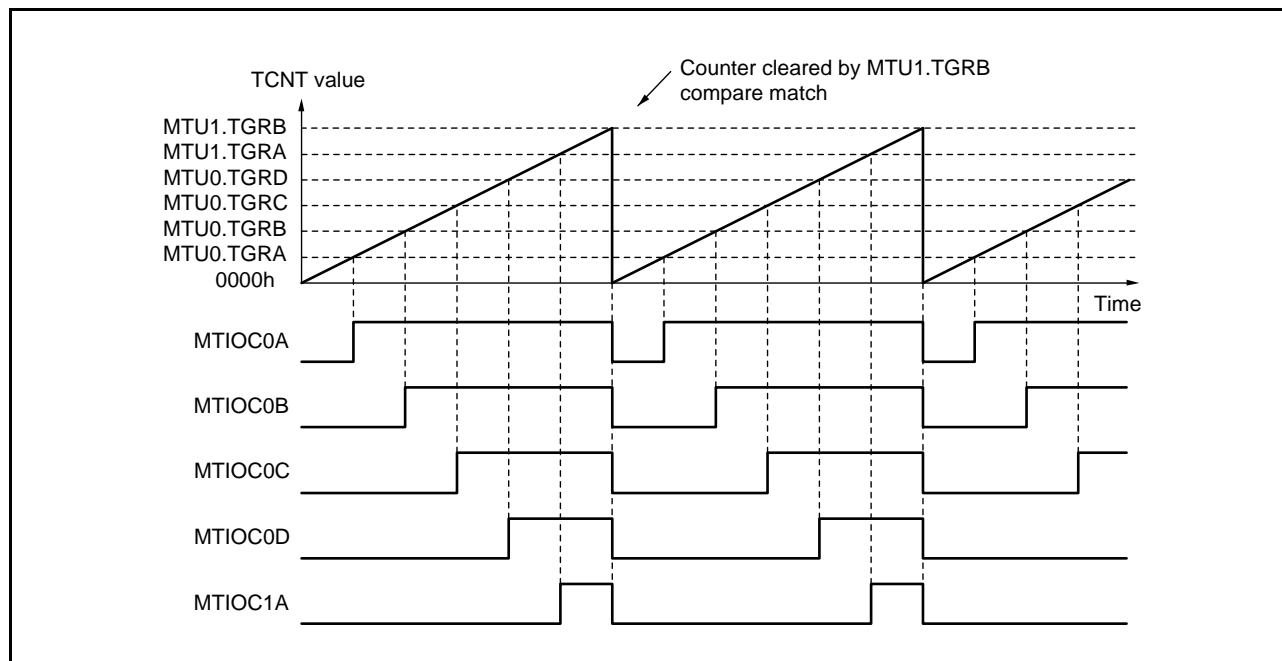 Counter cleared by MTU1.TGRB
compare match
TCNT value
MTU1.TGRB
MTU1.TGRA
MTU0.TGRD
MTU0.TGRC
MTU0.TGRB
MTU0.TGRA
0000h
Time
MTIOC0A
MTIOC0B
MTIOC0C
MTIOC0D
MTIOC1A